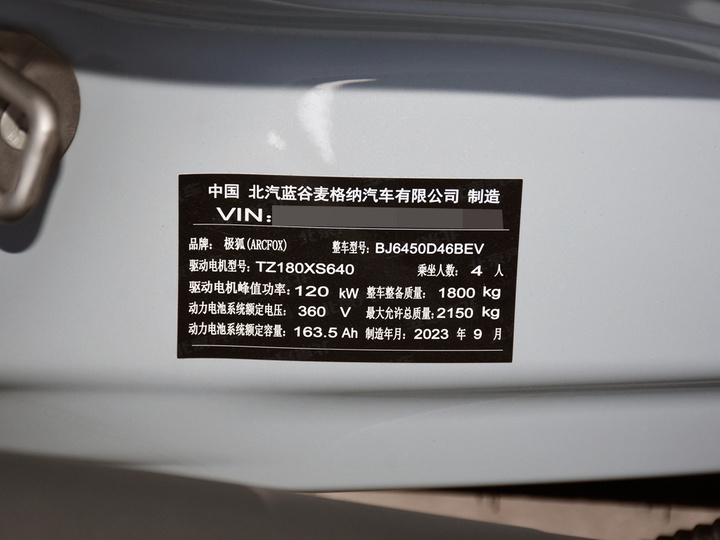 中国 北汽蓝谷麦格纳汽车有限公司 制造
VIN:
品牌: 极狐(ARCFOX) 整车型号: BJ6450D46BEV
驱动电机型号: TZ180XS640 乘坐人数: 4 人
驱动电机峰值功率: 120 kW 整车整备质量: 1800 kg
动力电池系统额定电压: 360 V 最大允许总质量: 2150 kg
动力电池系统额定容量: 163.5 Ah 制造年月: 2023 年 9 月